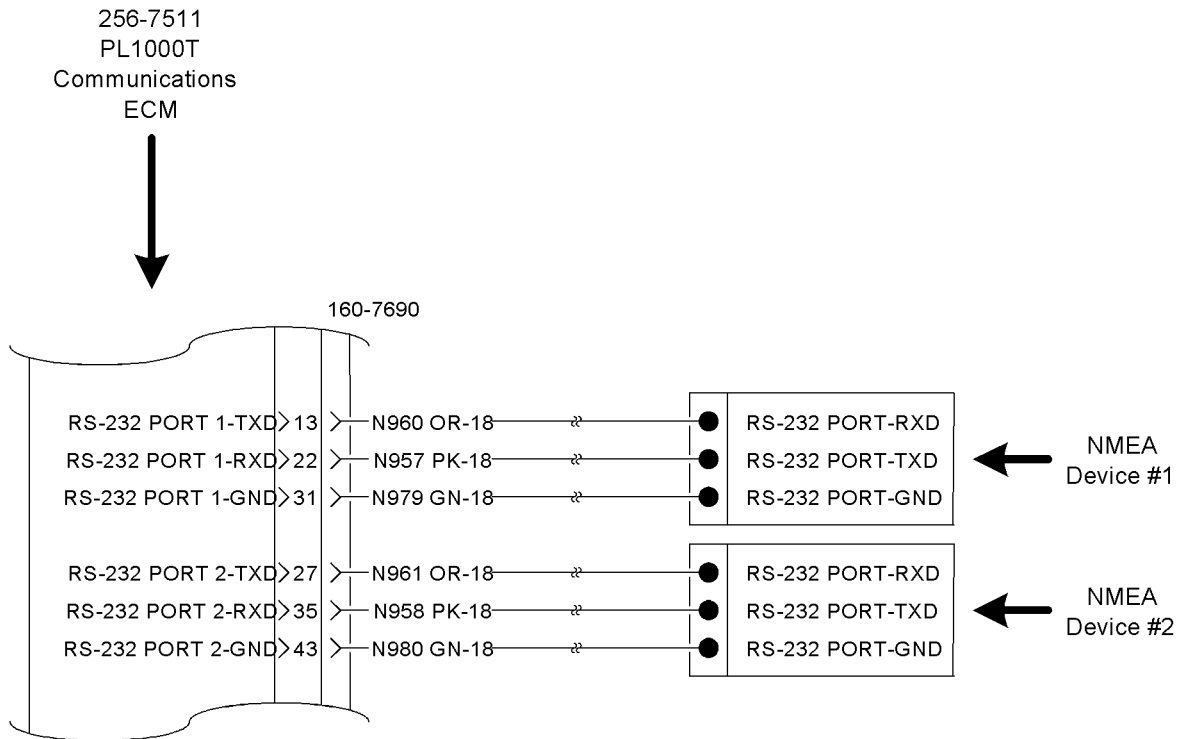 256-7511
PL1000T
Communications
ECM
160-7690
RS-232 PORT 1-TXD 13 N960 OR-18 RS-232 PORT-RXD
RS-232 PORT 1-RXD 22 N957 PK-18 RS-232 PORT-TXD
RS-232 PORT 1-GND 31 N979 GN-18 RS-232 PORT-GND
NMEA
Device #1
RS-232 PORT 2-TXD 27 N961 OR-18 RS-232 PORT-RXD
RS-232 PORT 2-RXD 35 N958 PK-18 RS-232 PORT-TXD
RS-232 PORT 2-GND 43 N980 GN-18 RS-232 PORT-GND
NMEA
Device #2